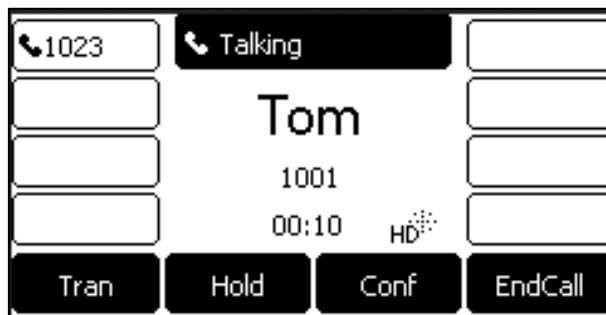 1023
Talking
Tom
1001
00:10 HD
Tran Hold Conf EndCall